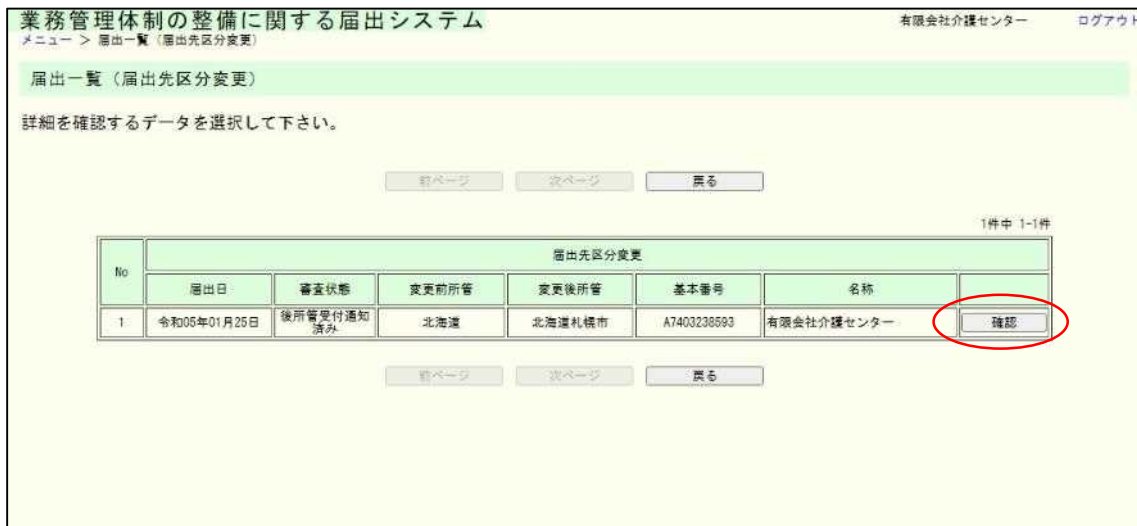 業務管理体制の整備に関する届出システム
有限会社介護センター ログアウト
メニュー > 届出一覧（届出先区分変更）
届出一覧（届出先区分変更）
詳細を確認するデータを選択して下さい。
前ページ 次ページ 戻る
1件中 1-1件
No 届出先区分変更
届出日 審査状態 変更前所管 変更後所管 基本番号 名称
1 令和05年01月25日 後所管受付通知済み 北海道 北海道札幌市 A7403238593 有限会社介護センター 確認
前ページ 次ページ 戻る